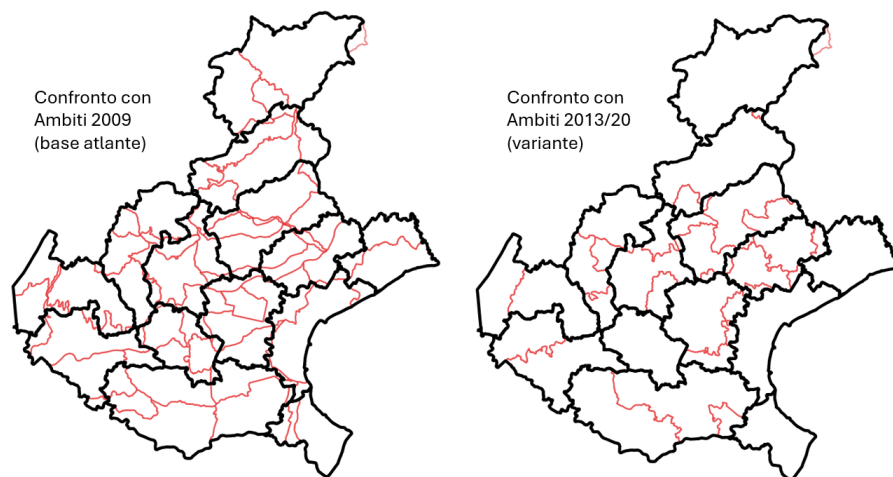 Confronto con
Ambiti 2009
(base atlante)
Confronto con
Ambiti 2013/20
(variante)